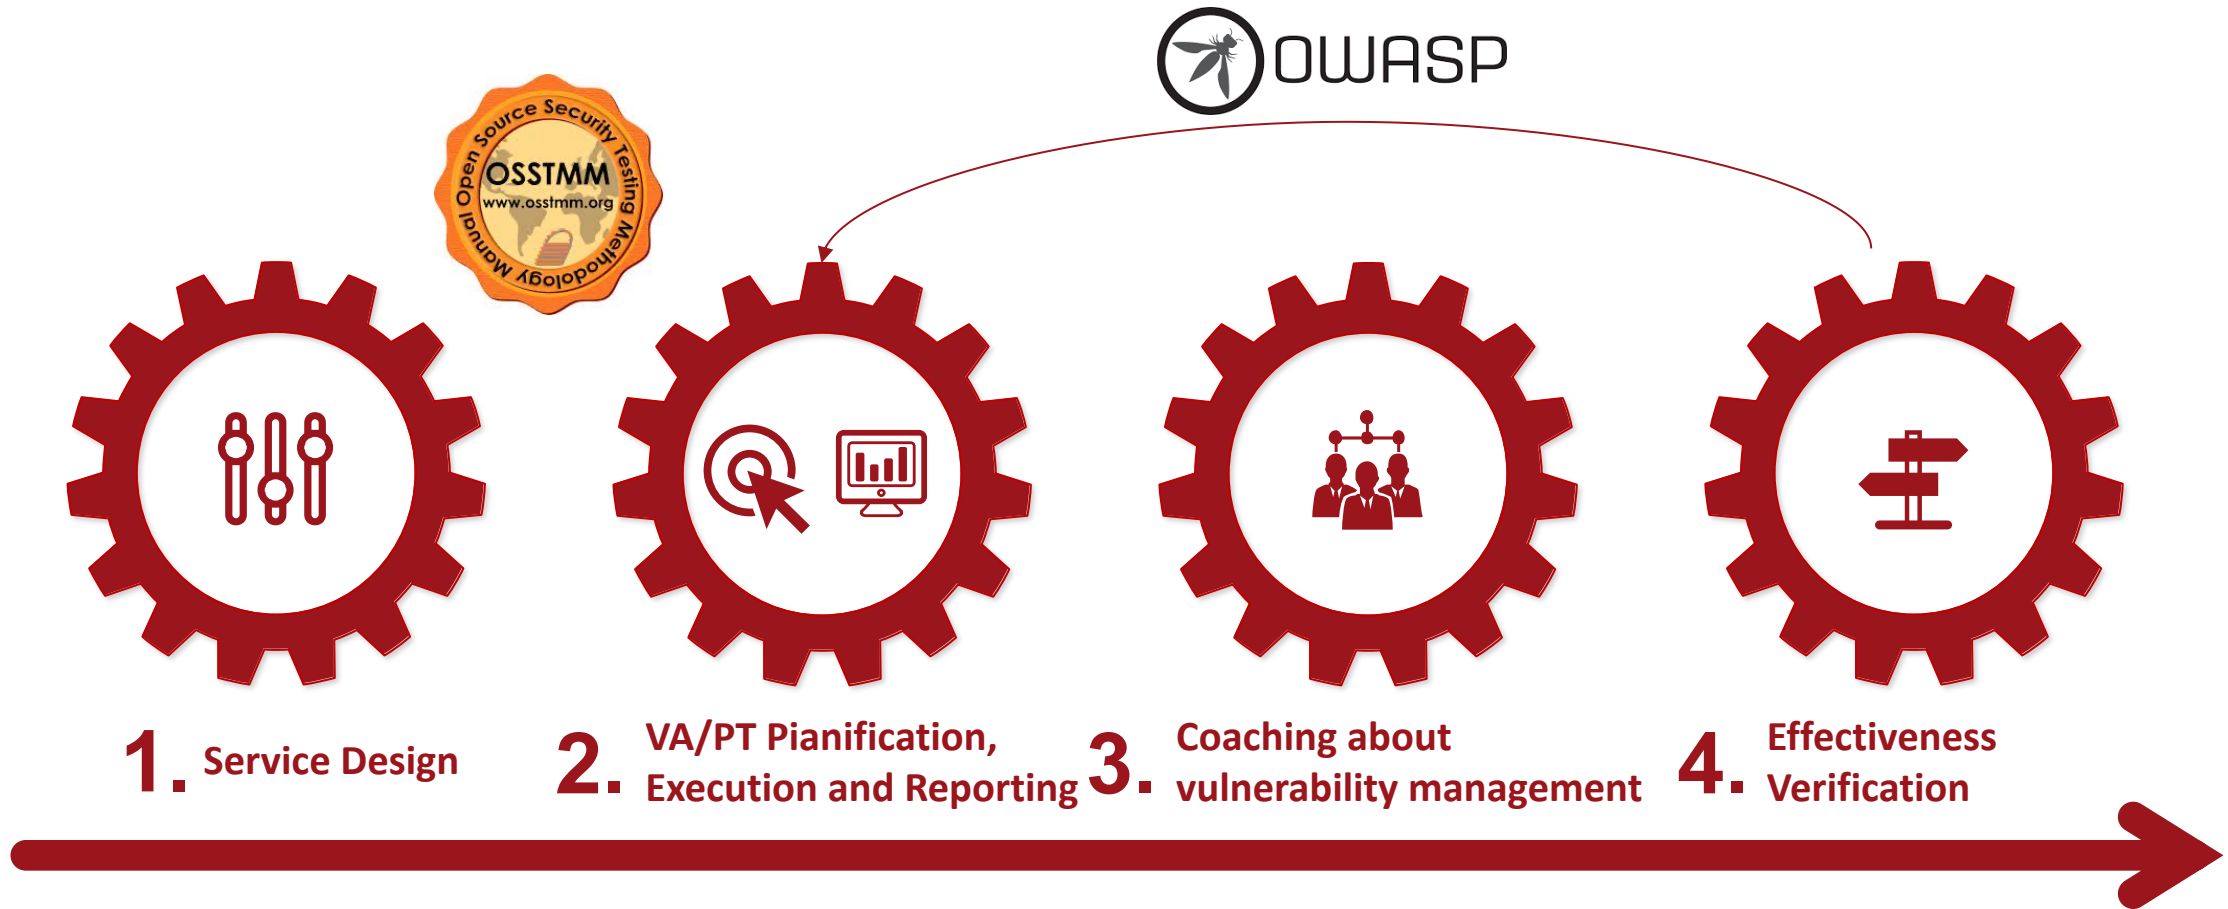 OWASP
Open Source Security Testing Methodology Manual
OSSTMM
www.osstmm.org
1. Service Design
2. VA/PT Pianification,
Execution and Reporting
3. Coaching about
vulnerability management
4. Effectiveness
Verification